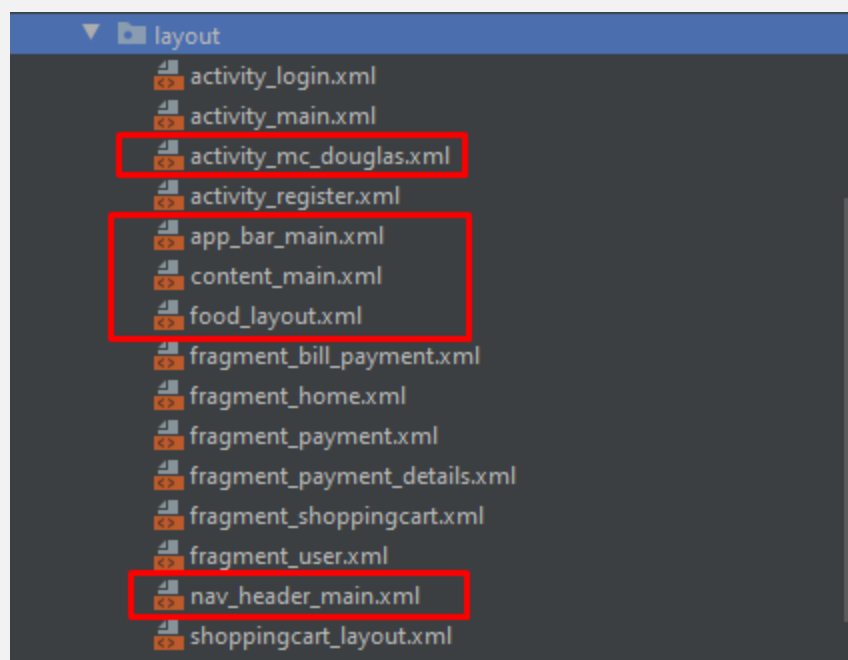 layout
activity_login.xml
activity_main.xml
activity_mc_douglas.xml
activity_register.xml
app_bar_main.xml
content_main.xml
food_layout.xml
fragment_bill_payment.xml
fragment_home.xml
fragment_payment.xml
fragment_payment_details.xml
fragment_shoppingcart.xml
fragment_user.xml
nav_header_main.xml
shoppingcart_layout.xml